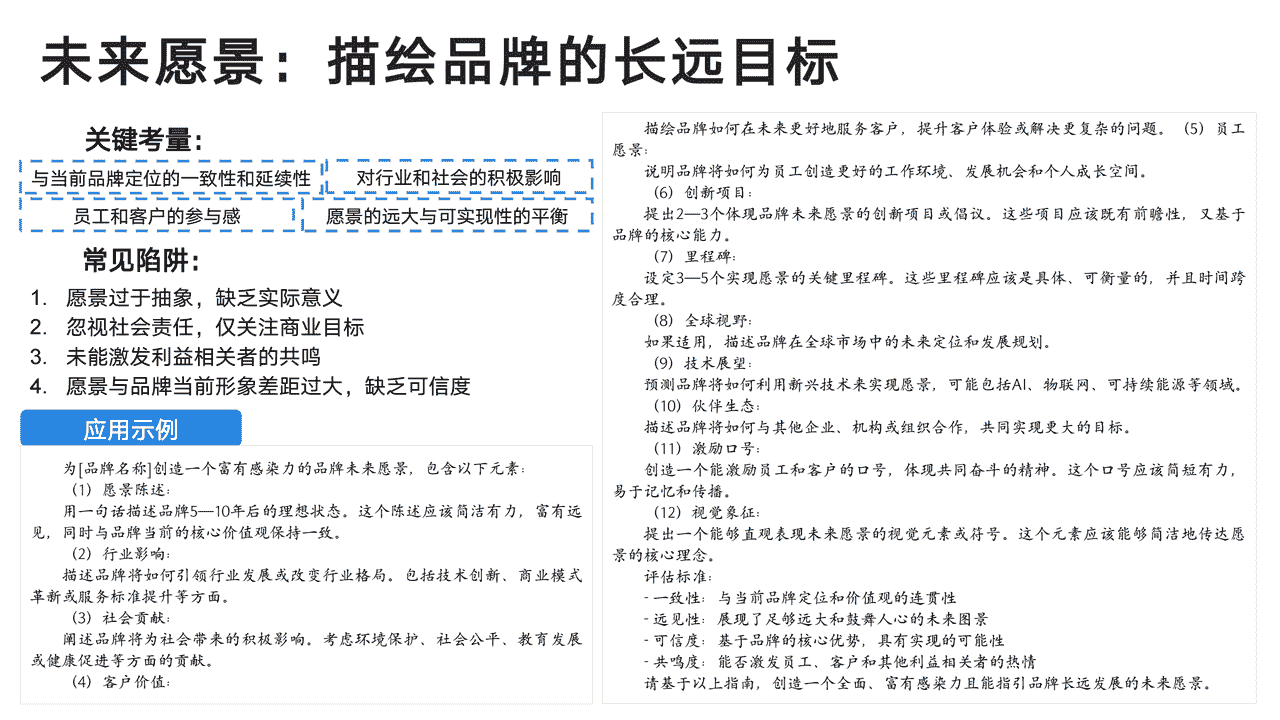 未来愿景：描绘品牌的长远目标
关键考量：
与当前品牌定位的一致性和延续性
对行业和社会的积极影响
员工和客户的参与感
愿景的远大与可实现性的平衡
常见陷阱：
1. 愿景过于抽象，缺乏实际意义
2. 忽视社会责任，仅关注商业目标
3. 未能激发利益相关者的共鸣
4. 愿景与品牌当前形象差距过大，缺乏可信度
应用示例
为[品牌名称]创造一个富有感染力的品牌未来愿景，包含以下元素：
（1）愿景陈述：
用一句话描述品牌5—10年后的理想状态。这个陈述应该简洁有力，富有远
见，同时与品牌当前的核心价值观保持一致。
（2）行业影响：
描述品牌将如何引领行业发展或改变行业格局。包括技术创新、商业模式
革新或服务标准提升等方面。
（3）社会贡献：
阐述品牌将为社会带来的积极影响。考虑环境保护、社会公平、教育发展
或健康促进等方面的贡献。
（4）客户价值：
描绘品牌如何在未来更好地服务客户，提升客户体验或解决更复杂的问题。（5）员工
愿景：
说明品牌将如何为员工创造更好的工作环境、发展机会和个人成长空间。
（6）创新项目：
提出2—3个体现品牌未来愿景的创新项目或倡议。这些项目应该既有前瞻性，又基于
品牌的核心能力。
（7）里程碑：
设定3—5个实现愿景的关键里程碑。这些里程碑应该是具体、可衡量的，并且时间跨
度合理。
（8）全球视野：
如果适用，描述品牌在全球市场中的未来定位和发展规划。
（9）技术展望：
预测品牌将如何利用新兴技术来实现愿景，可能包括AI、物联网、可持续能源等领域。
（10）伙伴生态：
描述品牌将如何与其他企业、机构或组织合作，共同实现更大的目标。
（11）激励口号：
创造一个能激励员工和客户的口号，体现共同奋斗的精神。这个口号应该简短有力，
易于记忆和传播。
（12）视觉象征：
提出一个能够直观表现未来愿景的视觉元素或符号。这个元素应该能够简洁地传达愿
景的核心理念。
评估标准：
- 一致性：与当前品牌定位和价值观的连贯性
- 远见性：展现了足够远大和鼓舞人心的未来图景
- 可信度：基于品牌的核心优势，具有实现的可能性
- 共鸣度：能否激发员工、客户和其他利益相关者的热情
请基于以上指南，创造一个全面、富有感染力且能指引品牌长远发展的未来愿景。